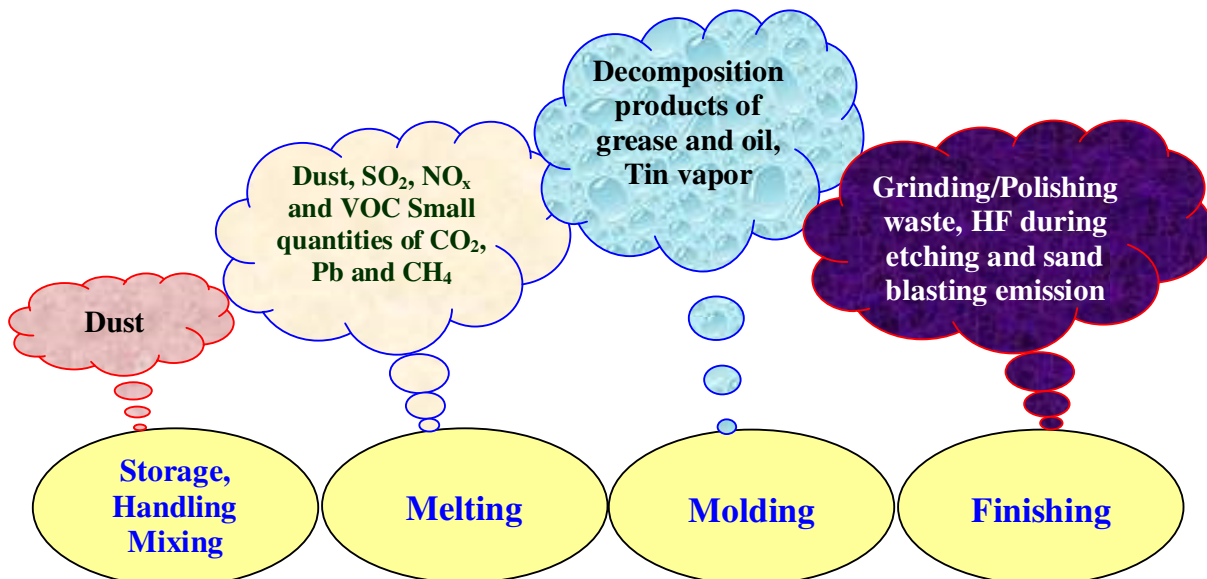 Dust
Dust, SO₂, NOₓ
and VOC Small
quantities of CO₂,
Pb and CH₄
Decomposition
products of
grease and oil,
Tin vapor
Grinding/Polishing
waste, HF during
etching and sand
blasting emission
Storage,
Handling
Mixing
Melting
Molding
Finishing